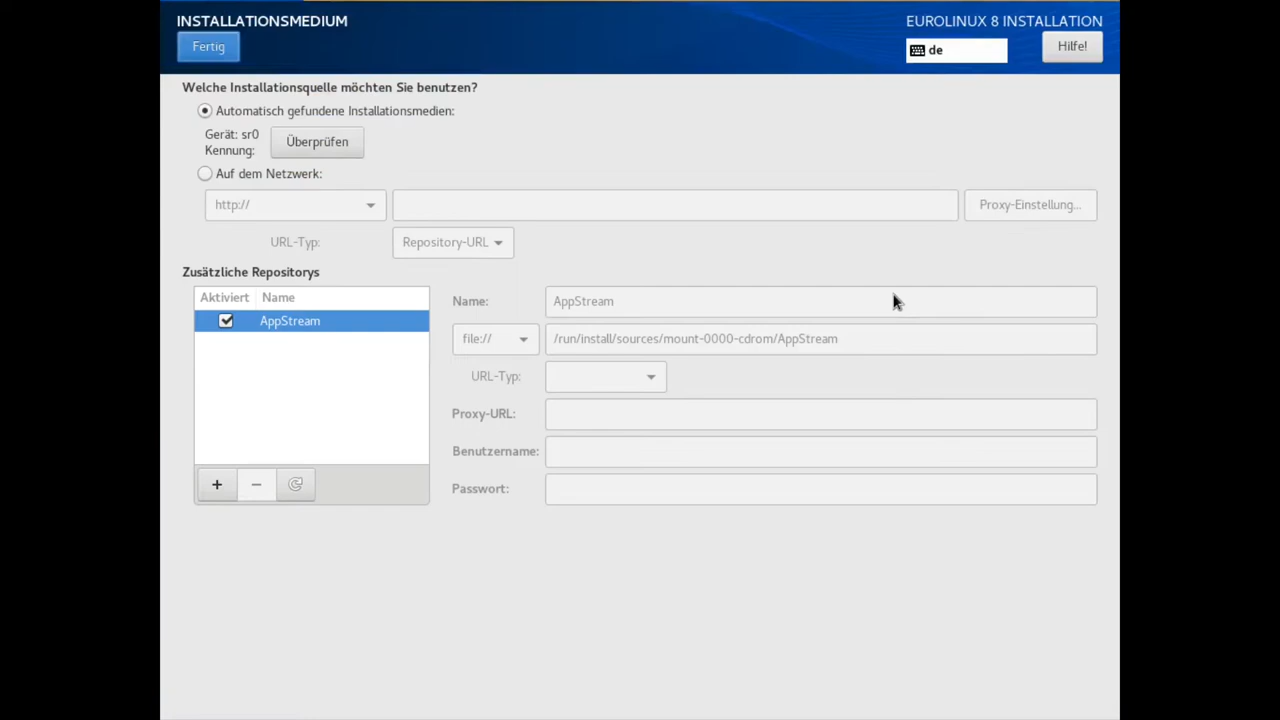 INSTALLATIONSMEDIUM
EUROLINUX 8 INSTALLATION
Fertig
de
Hilfe!
Welche Installationsquelle möchten Sie benutzen?
Automatisch gefundene Installationsmedien:
Gerät: sr0
Kennung:
Überprüfen
Auf dem Netzwerk:
http://
Proxy-Einstellung...
URL-Typ:
Repository-URL
Zusätzliche Repositorys
Aktiviert Name
AppStream
Name: AppStream
file:// /run/install/sources/mount-0000-cdrom/AppStream
URL-Typ:
Proxy-URL:
Benutzername:
Passwort: